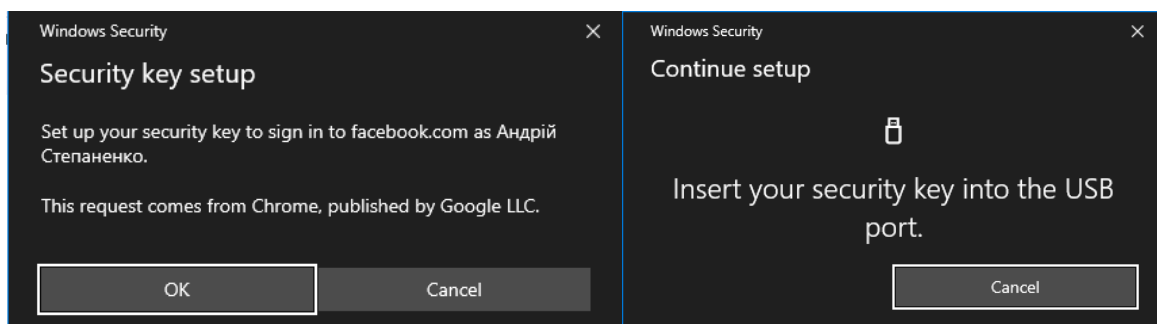 Windows Security
Security key setup
Set up your security key to sign in to facebook.com as Андрій
Степаненко.
This request comes from Chrome, published by Google LLC.
OK
Cancel
Windows Security
Continue setup
Insert your security key into the USB
port.
Cancel